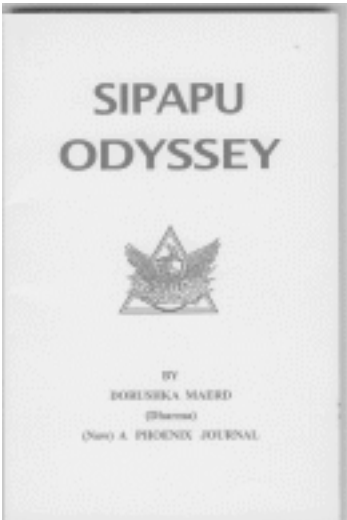 SIPAPU
ODYSSEY
BY
DORUSHKA MAERD
(Dharma)
(Now) A PHOENIX JOURNAL